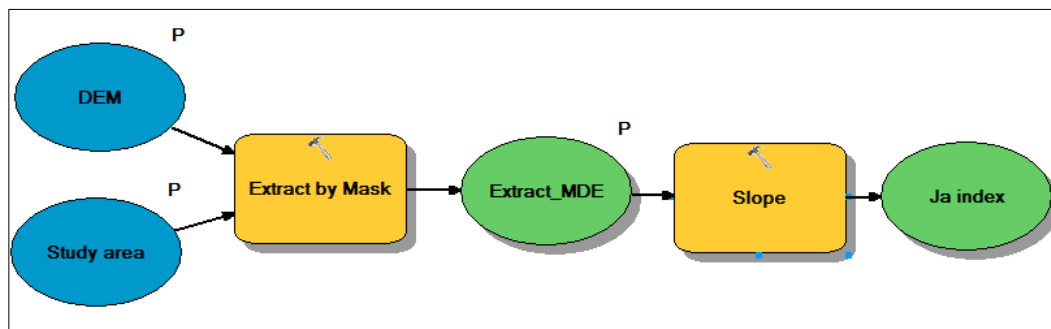 P
DEM
P
Study area
Extract by Mask
P
Extract_MDE
Slope
Ja index